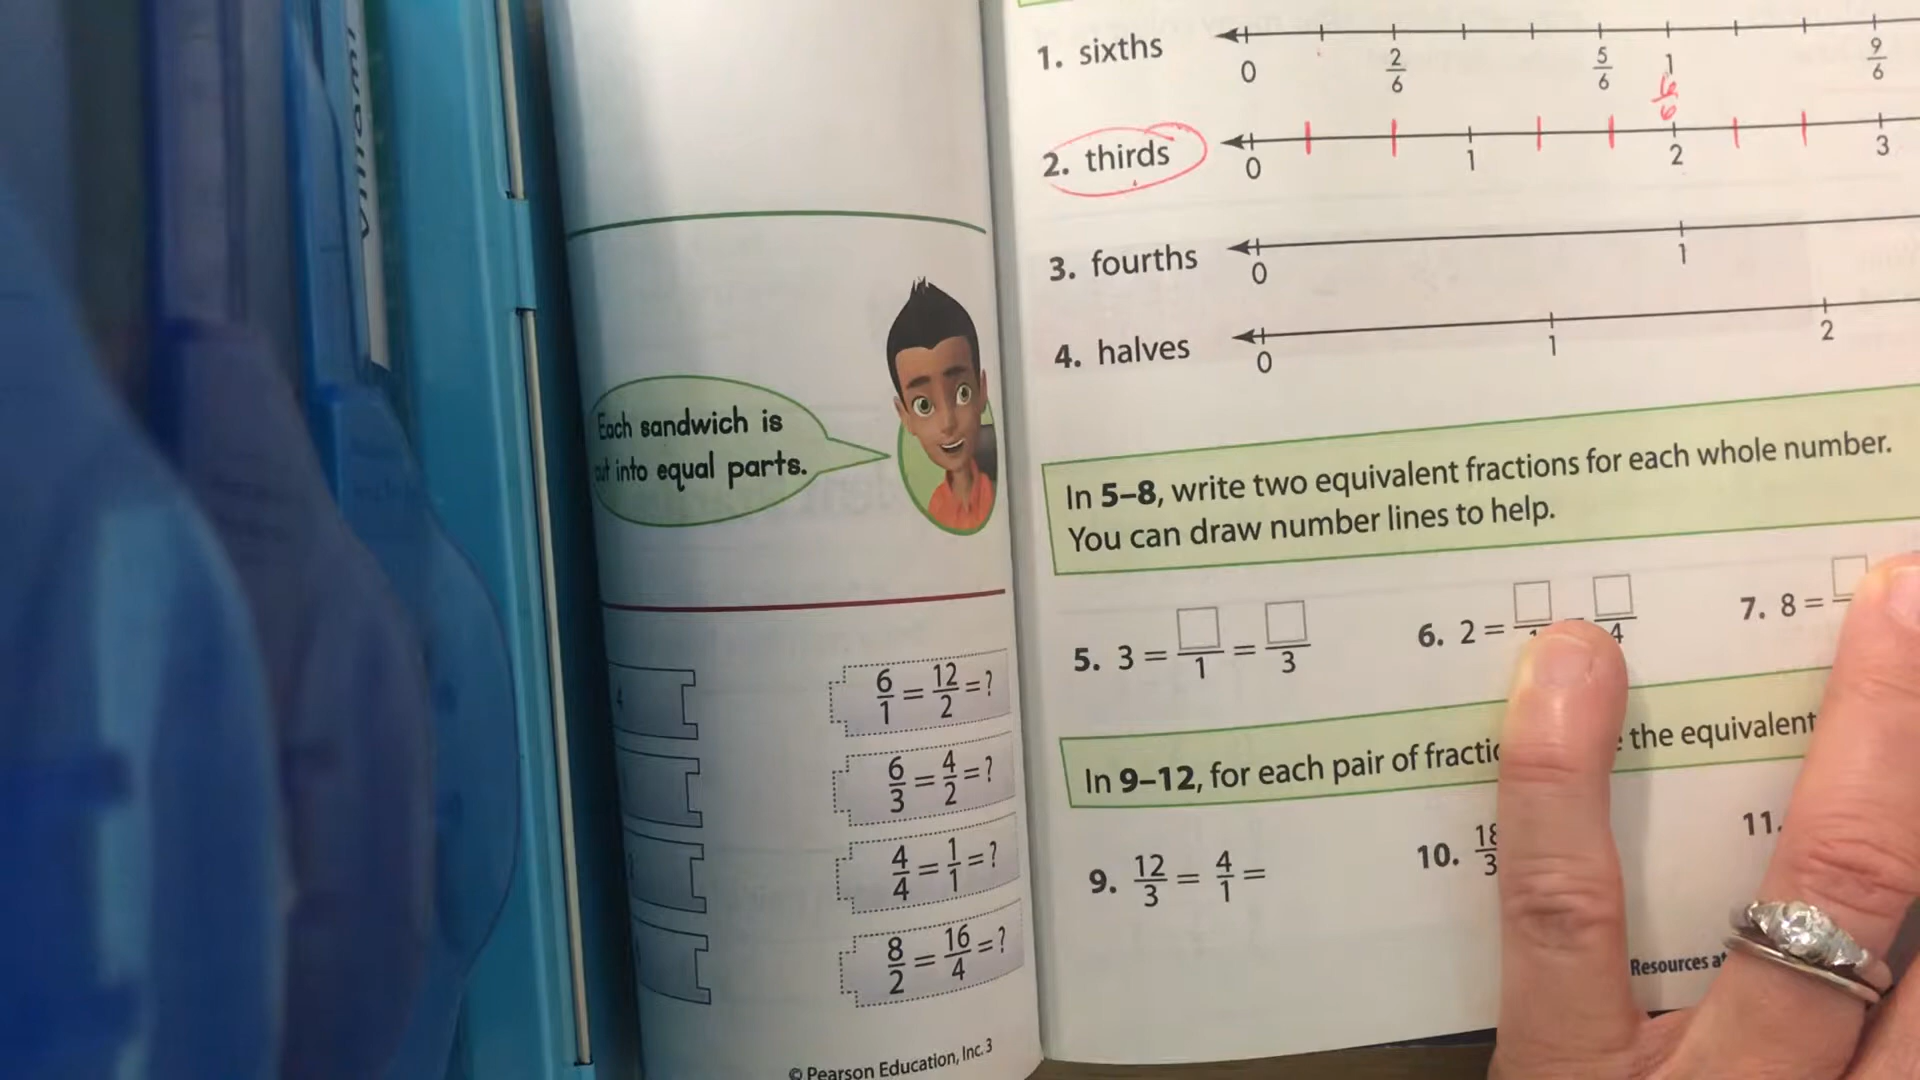 Each sandwich is
into equal parts.
4
6/1 = 12/2 = ?
6/3 = 4/2 = ?
4/4 = 1/1 = ?
8/2 = 16/4 = ?
© Pearson Education, Inc. 3
1. sixths
0 2/6 5/6 1 9/6
6/6
2. thirds
0 1 2 3
3. fourths
0 1
4. halves
0 1 2
In 5–8, write two equivalent fractions for each whole number.
You can draw number lines to help.
5. 3 = □/1 = □/3 6. 2 = □ = □/4 7. 8 = □
In 9–12, for each pair of the equivalent
9. 12/3 = 4/1 = 10. 11.
Resources